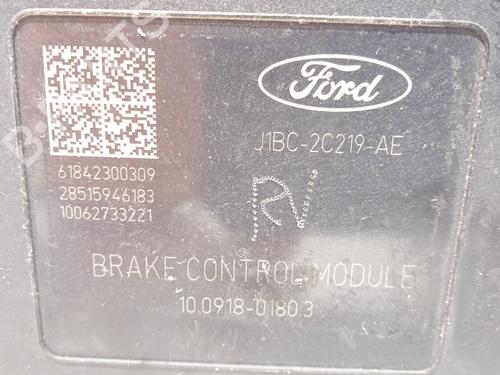 Ford
J1BC-2C219-AE
61842300309
28515946183
10062733221
BRAKE CONTROL MODULE
10.0918-0180.3